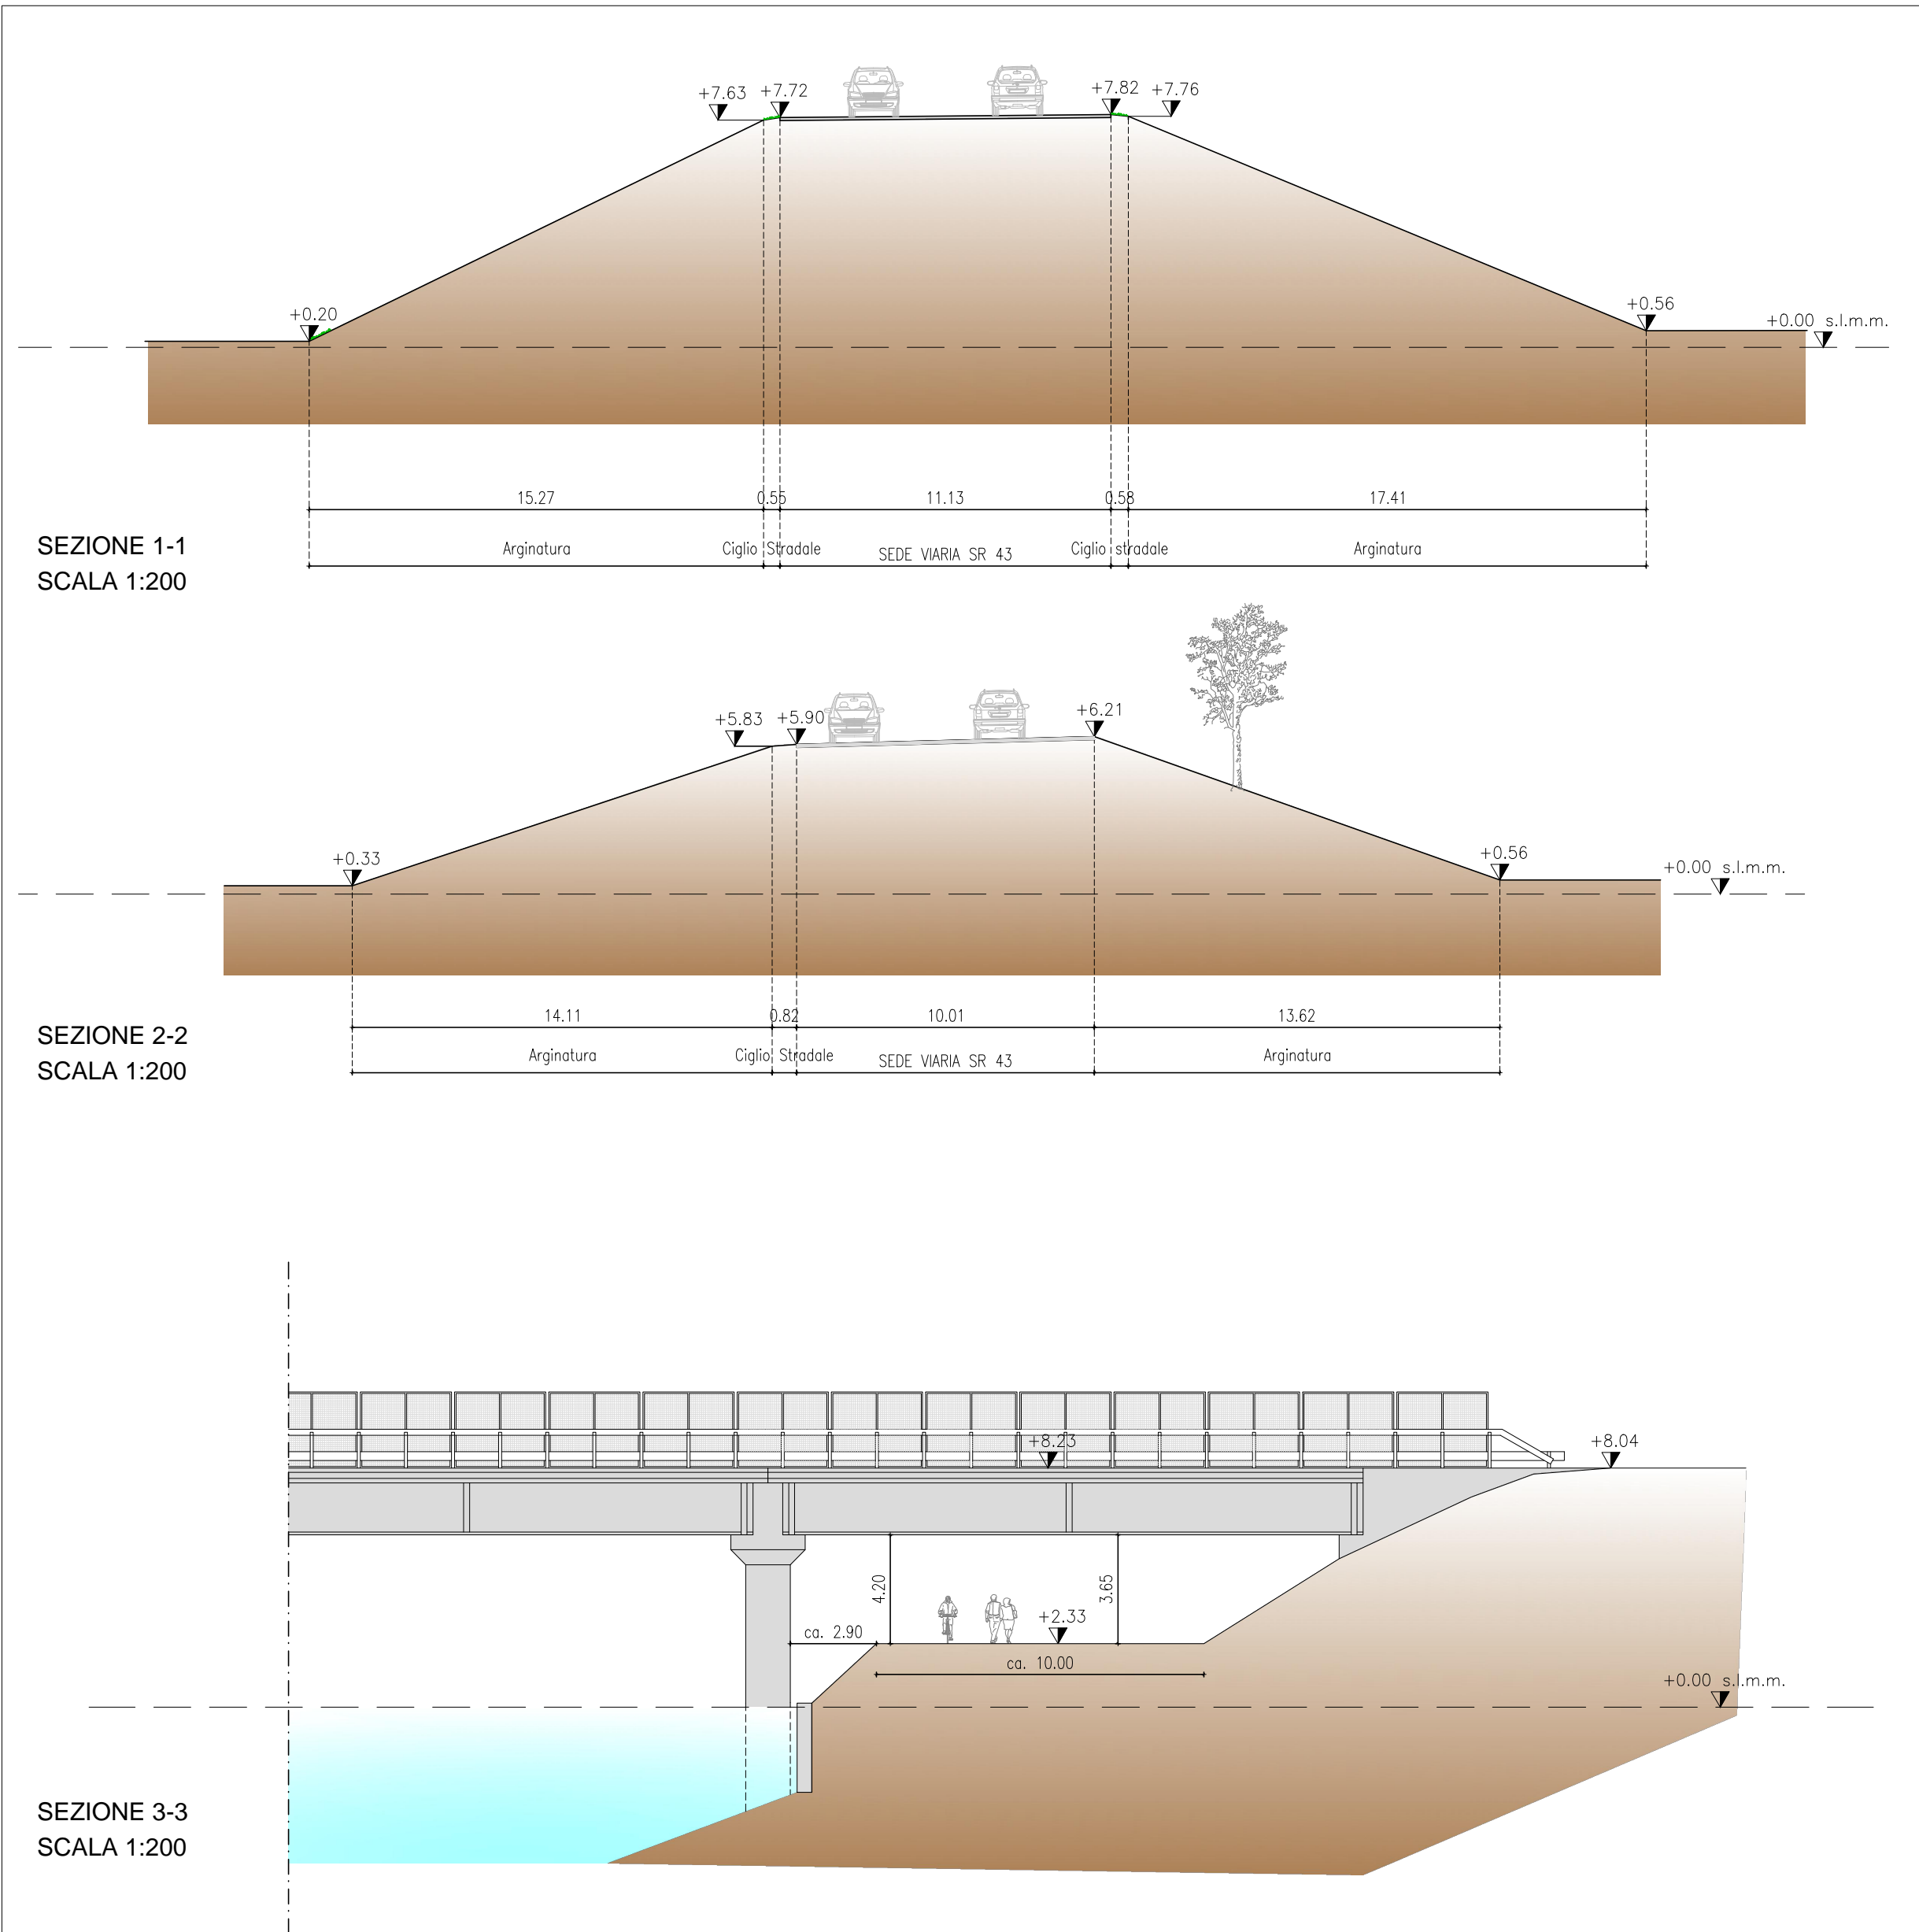 +7.63 +7.72 +7.82 +7.76
+0.20 +0.56 +0.00 s.l.m.m.
15.27 0.55 11.13 0.58 17.41
Arginatura Ciglio Stradale SEDE VIARIA SR 43 Ciglio stradale Arginatura
SEZIONE 1-1
SCALA 1:200
+5.83 +5.90 +6.21
+0.33 +0.56 +0.00 s.l.m.m.
14.11 0.82 10.01 13.62
Arginatura Ciglio Stradale SEDE VIARIA SR 43 Arginatura
SEZIONE 2-2
SCALA 1:200
+8.23 +8.04
4.20 3.65
+2.33
ca. 2.90
ca. 10.00
+0.00 s.l.m.m.
SEZIONE 3-3
SCALA 1:200